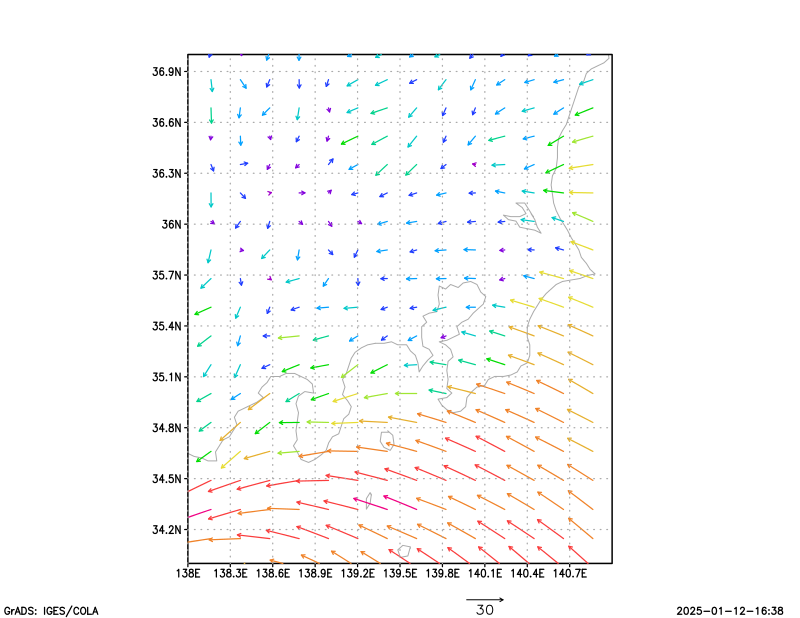 36.9N
36.6N
36.3N
36N
35.7N
35.4N
35.1N
34.8N
34.5N
34.2N
138E 138.3E 138.6E 138.9E 139.2E 139.5E 139.8E 140.1E 140.4E 140.7E
30
GrADS: IGES/COLA 2025-01-12-16:38